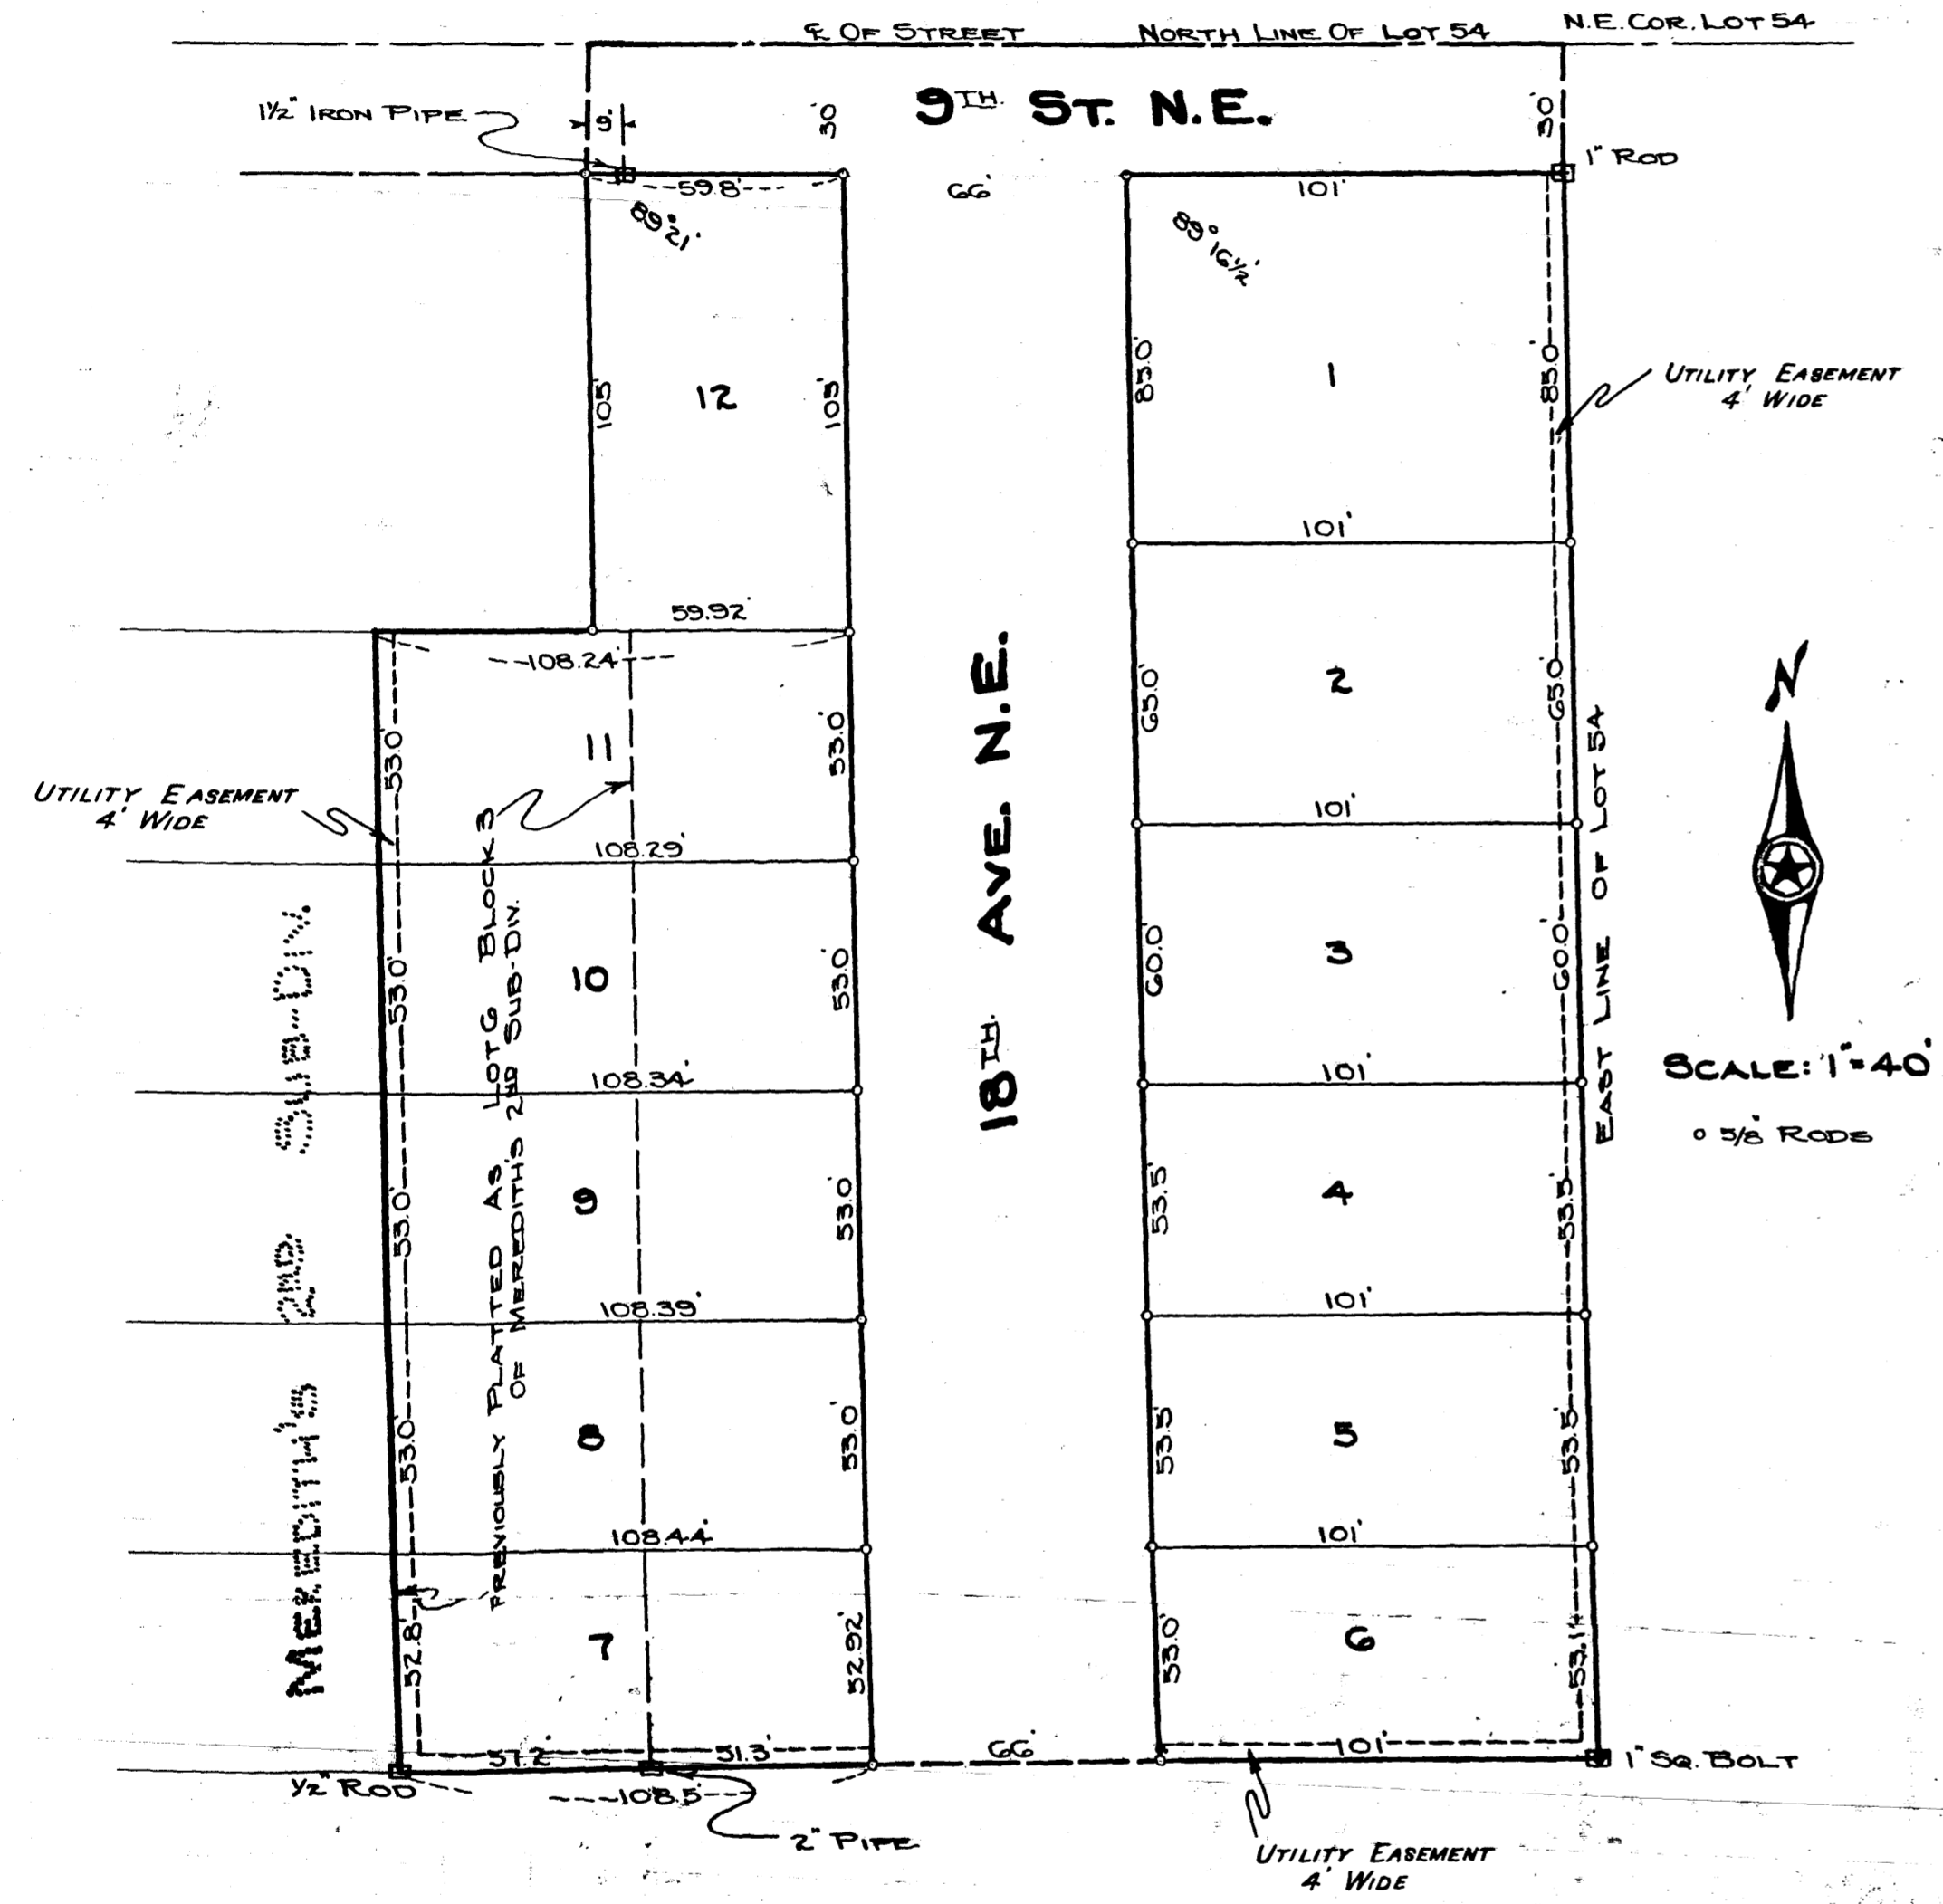 ℄ OF STREET
NORTH LINE OF LOT 54
N.E. COR. LOT 54
1½" IRON PIPE
9'
30'
9TH. ST. N.E.
30'
1" ROD
59.8'
66'
101'
89° 21'
89° 16½'
105'
12
105'
85.0'
1
85.0'
UTILITY EASEMENT
4' WIDE
101'
59.92'
108.24'
53.0'
11
53.0'
65.0'
2
65.0'
18TH. AVE. N.E.
EAST LINE OF LOT 54
N
UTILITY EASEMENT
4' WIDE
101'
108.29'
PREVIOUSLY PLATTED AS LOT 6 BLOCK 3
OF MEREDITH'S 2ND SUB-DIV.
MEREDITH'S 2ND. SUB-DIV.
53.0'
10
53.0'
60.0'
3
60.0'
SCALE: 1"=40'
o 5/8" RODS
101'
108.34'
53.0'
9
53.0'
53.5'
4
53.5'
101'
108.39'
53.0'
8
53.0'
53.5'
5
53.5'
101'
108.44'
52.8'
7
52.92'
53.0'
6
53.1'
57.2'
51.3'
66'
101'
1" SQ. BOLT
½" ROD
108.5'
2" PIPE
UTILITY EASEMENT
4' WIDE